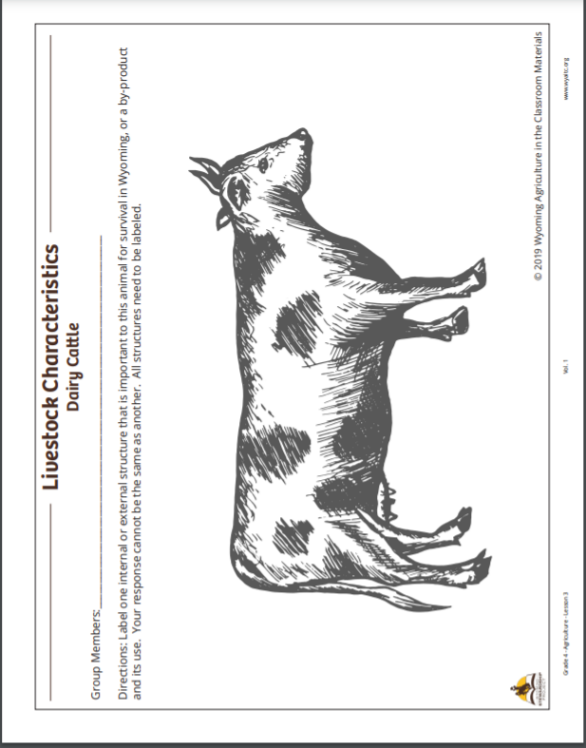 Livestock Characteristics
Dairy Cattle
Group Members:
Directions: Label one internal or external structure that is important to this animal for survival in Wyoming, or a by-product
and its use. Your response cannot be the same as another. All structures need to be labeled.
© 2019 Wyoming Agriculture in the Classroom Materials
Grade 4 - Agriculture - Lesson 3
Vol. 1
www.wyaitc.org